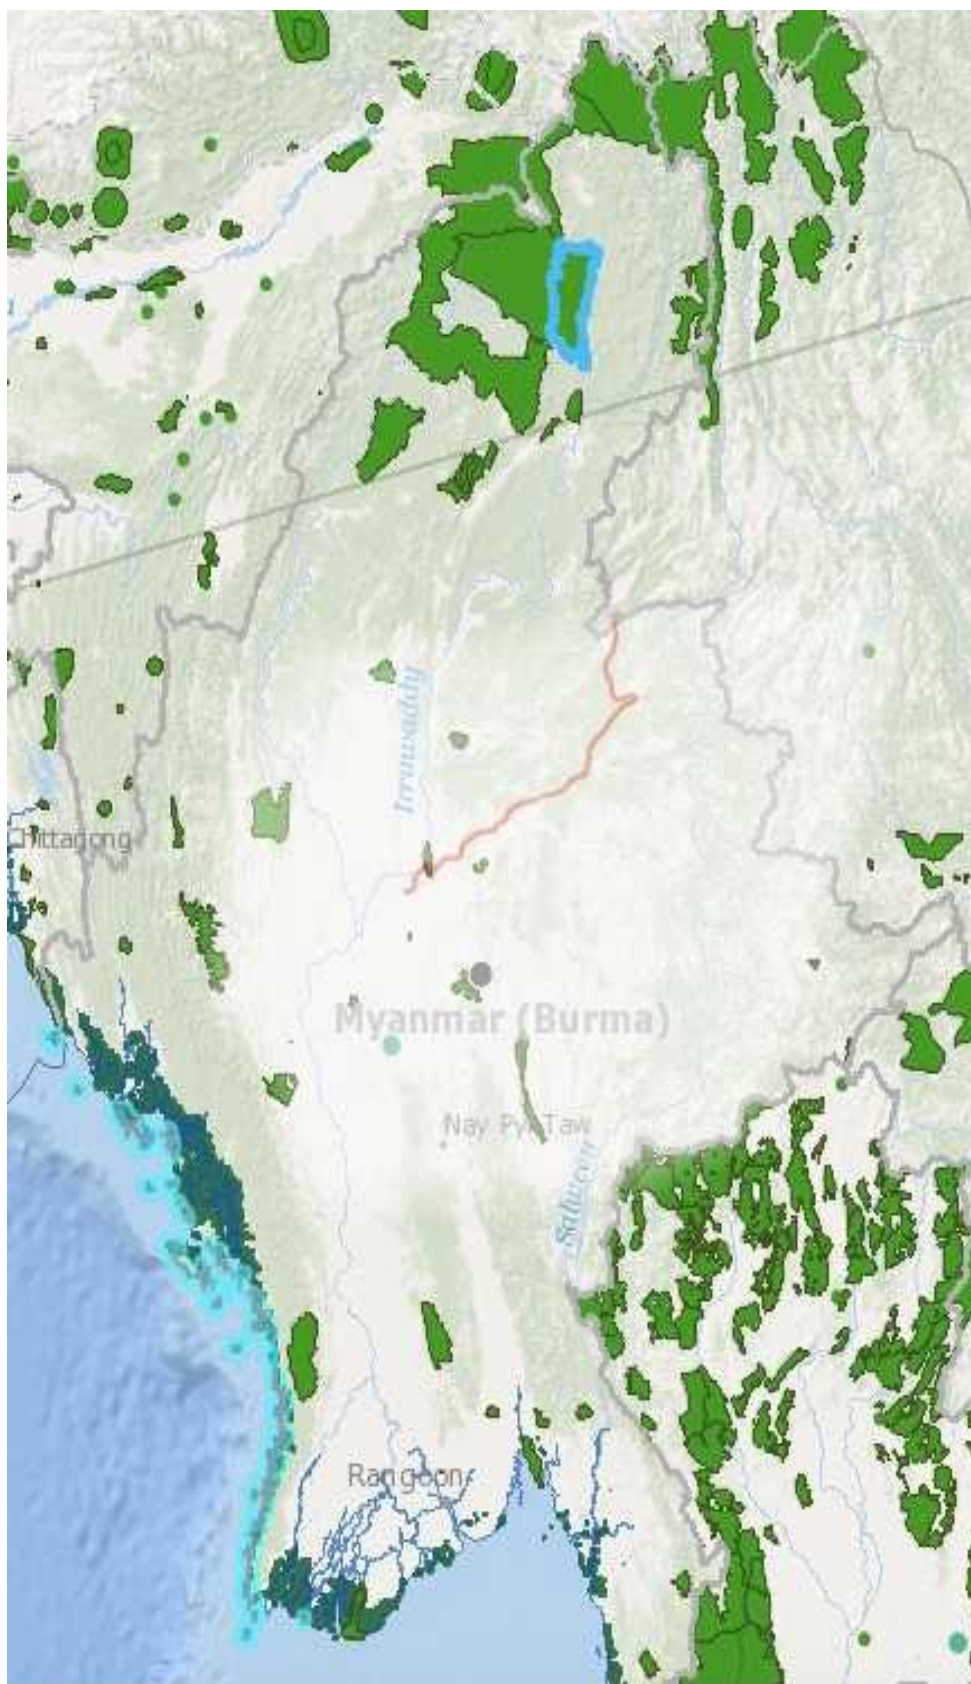 Irrawaddy
Chittagong
Myanmar (Burma)
Nay Pyi Taw
Salween
Rangoon